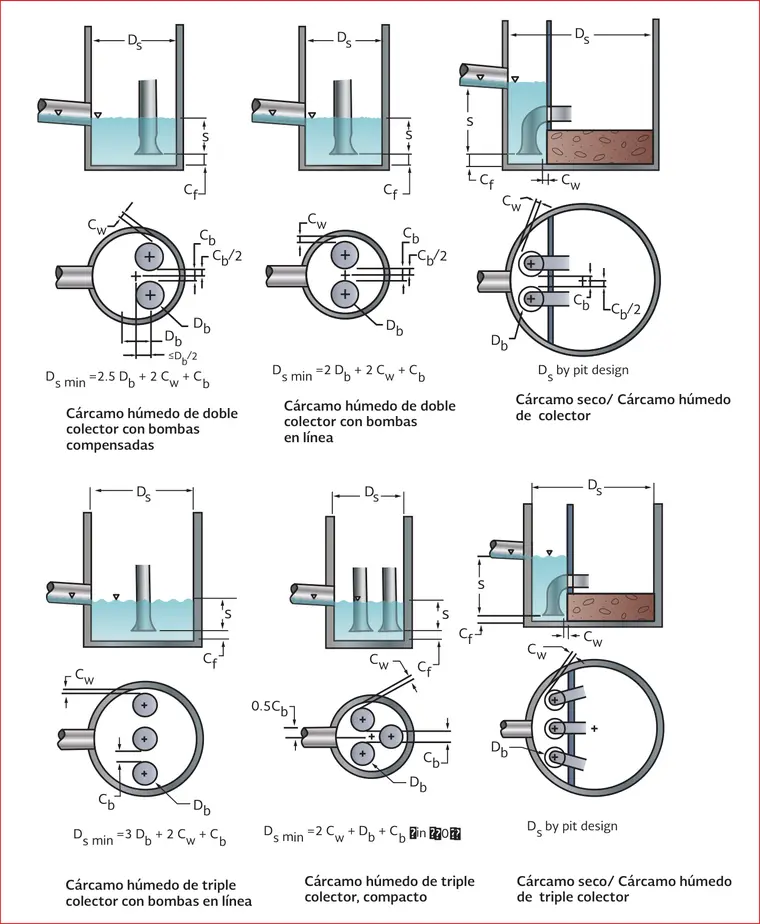 Ds
Ds
Ds
S
S
S
Cf
Cf
Cf
Cw
Cw
Cb
Cb/2
Db
Db
≤Db/2
Cw
Cb
Cb/2
Db
Cw
Cb
Cb/2
Db
Ds min =2.5 Db + 2 Cw + Cb
Ds min =2 Db + 2 Cw + Cb
Ds by pit design
Cárcamo húmedo de doble
colector con bombas
compensadas
Cárcamo húmedo de doble
colector con bombas
en línea
Cárcamo seco/ Cárcamo húmedo
de colector
Ds
Ds
Ds
S
S
S
Cf
Cf
Cf
Cw
Cw
Cb
Db
Cw
0.5Cb
Cb
Db
Cw
Db
Ds min =3 Db + 2 Cw + Cb
Ds min =2 Cw + Db + Cb in 0
Ds by pit design
Cárcamo húmedo de triple
colector con bombas en línea
Cárcamo húmedo de triple
colector, compacto
Cárcamo seco/ Cárcamo húmedo
de triple colector